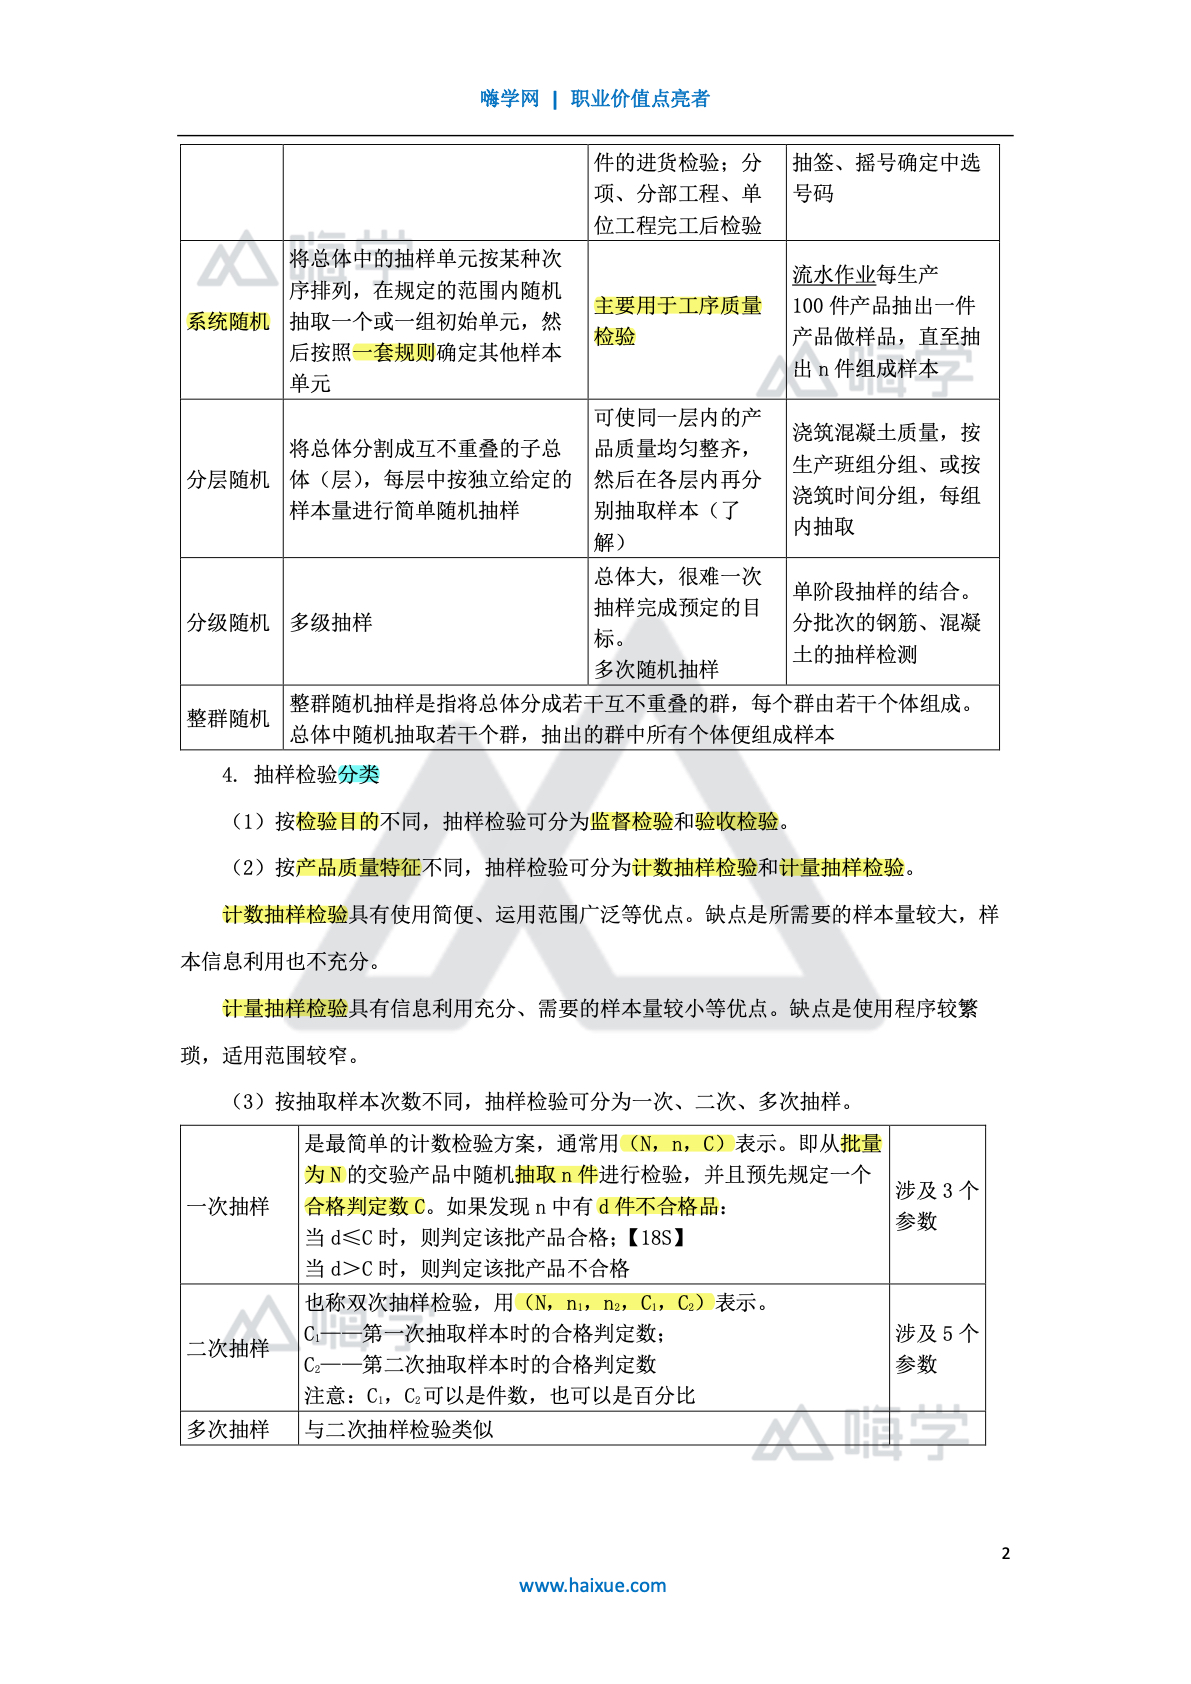 嗨学网 | 职业价值点亮者
件的进货检验；分
项、分部工程、单
位工程完工后检验
抽签、摇号确定中选
号码
系统随机
将总体中的抽样单元按某种次
序排列，在规定的范围内随机
抽取一个或一组初始单元，然
后按照一套规则确定其他样本
单元
主要用于工序质量
检验
流水作业每生产
100 件产品抽出一件
产品做样品，直至抽
出 n 件组成样本
分层随机
将总体分割成互不重叠的子总
体（层），每层中按独立给定的
样本量进行简单随机抽样
可使同一层内的产
品质量均匀整齐，
然后在各层内再分
别抽取样本（了
解）
浇筑混凝土质量，按
生产班组分组、或按
浇筑时间分组，每组
内抽取
分级随机
多级抽样
总体大，很难一次
抽样完成预定的目
标。
多次随机抽样
单阶段抽样的结合。
分批次的钢筋、混凝
土的抽样检测
整群随机
整群随机抽样是指将总体分成若干互不重叠的群，每个群由若干个体组成。
总体中随机抽取若干个群，抽出的群中所有个体便组成样本
4. 抽样检验分类
（1）按检验目的不同，抽样检验可分为监督检验和验收检验。
（2）按产品质量特征不同，抽样检验可分为计数抽样检验和计量抽样检验。
计数抽样检验具有使用简便、运用范围广泛等优点。缺点是所需要的样本量较大，样
本信息利用也不充分。
计量抽样检验具有信息利用充分、需要的样本量较小等优点。缺点是使用程序较繁
琐，适用范围较窄。
（3）按抽取样本次数不同，抽样检验可分为一次、二次、多次抽样。
一次抽样
是最简单的计数检验方案，通常用（N，n，C）表示。即从批量
为 N 的交验产品中随机抽取 n 件进行检验，并且预先规定一个
合格判定数 C。如果发现 n 中有 d 件不合格品：
当 d≤C 时，则判定该批产品合格；【18S】
当 d＞C 时，则判定该批产品不合格
涉及 3 个
参数
二次抽样
也称双次抽样检验，用（N，n₁，n₂，C₁，C₂）表示。
C₁——第一次抽取样本时的合格判定数；
C₂——第二次抽取样本时的合格判定数
注意：C₁，C₂ 可以是件数，也可以是百分比
涉及 5 个
参数
多次抽样
与二次抽样检验类似
嗨学
嗨学
嗨学
嗨学
2
www.haixue.com